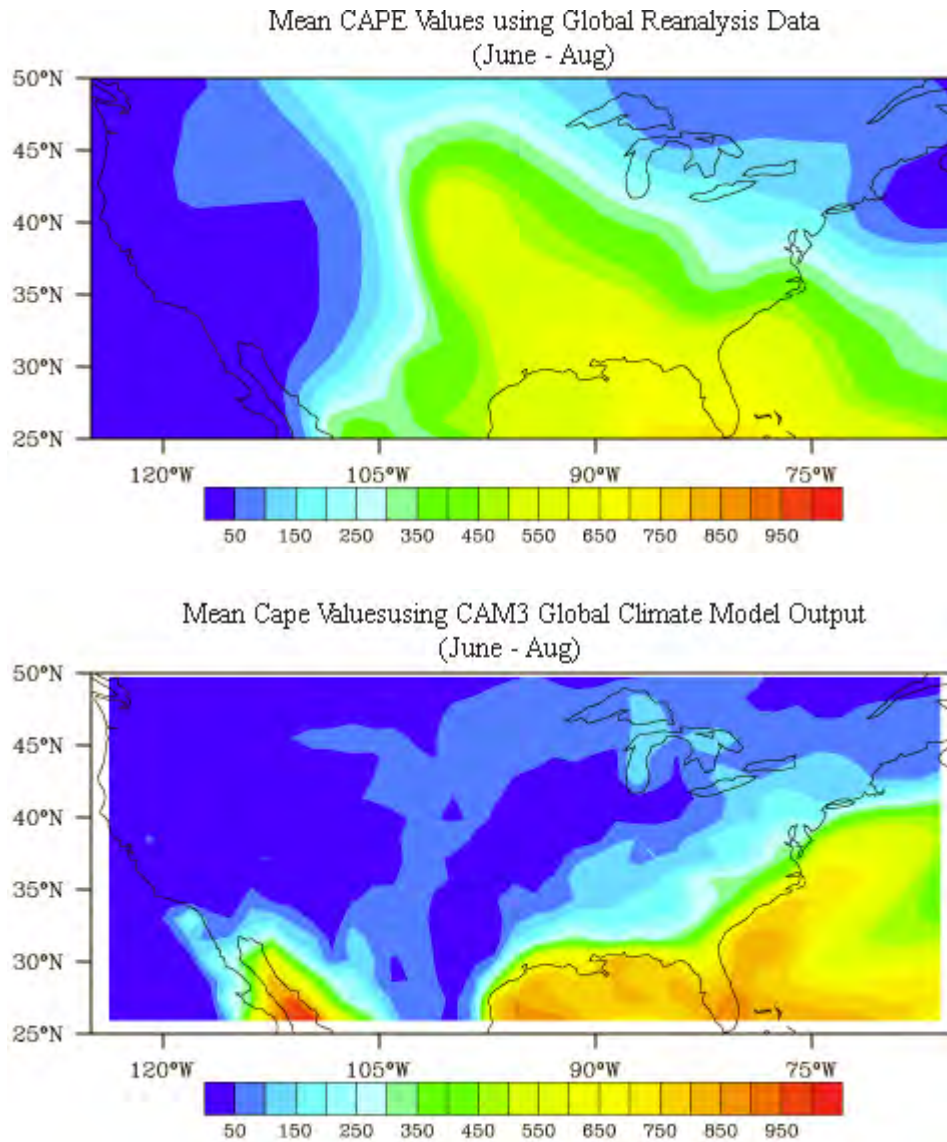 Mean CAPE Values using Global Reanalysis Data
(June - Aug)
50°N
45°N
40°N
35°N
30°N
25°N
120°W 105°W 90°W 75°W
50 150 250 350 450 550 650 750 850 950
Mean Cape Valuesusing CAM3 Global Climate Model Output
(June - Aug)
50°N
45°N
40°N
35°N
30°N
25°N
120°W 105°W 90°W 75°W
50 150 250 350 450 550 650 750 850 950